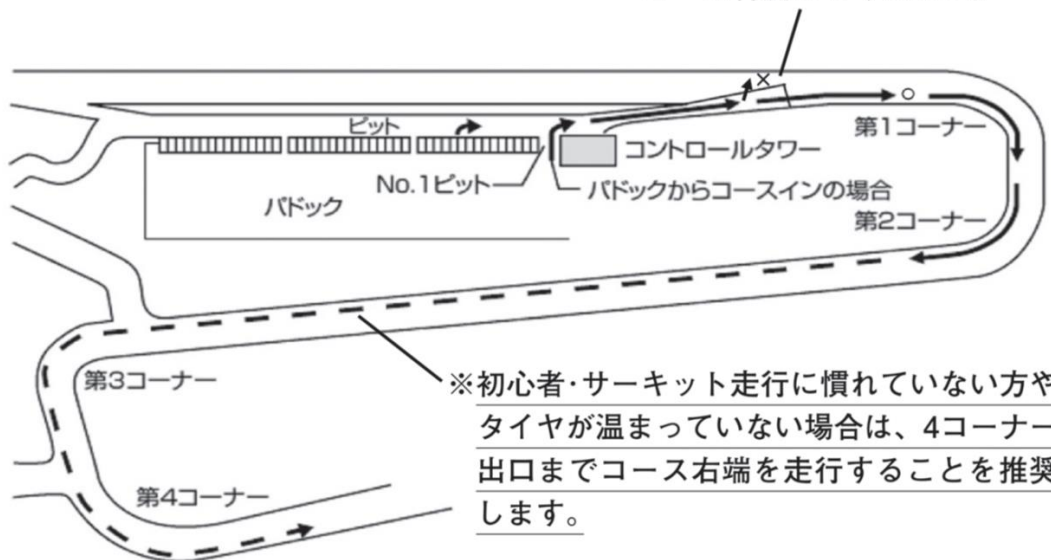 ×
○
ピット
第1コーナー
コントロールタワー
No.1ピット
パドックからコースインの場合
パドック
第2コーナー
第3コーナー
※初心者・サーキット走行に慣れていない方や
タイヤが温まっていない場合は、4コーナー
出口までコース右端を走行することを推奨
します。
第4コーナー